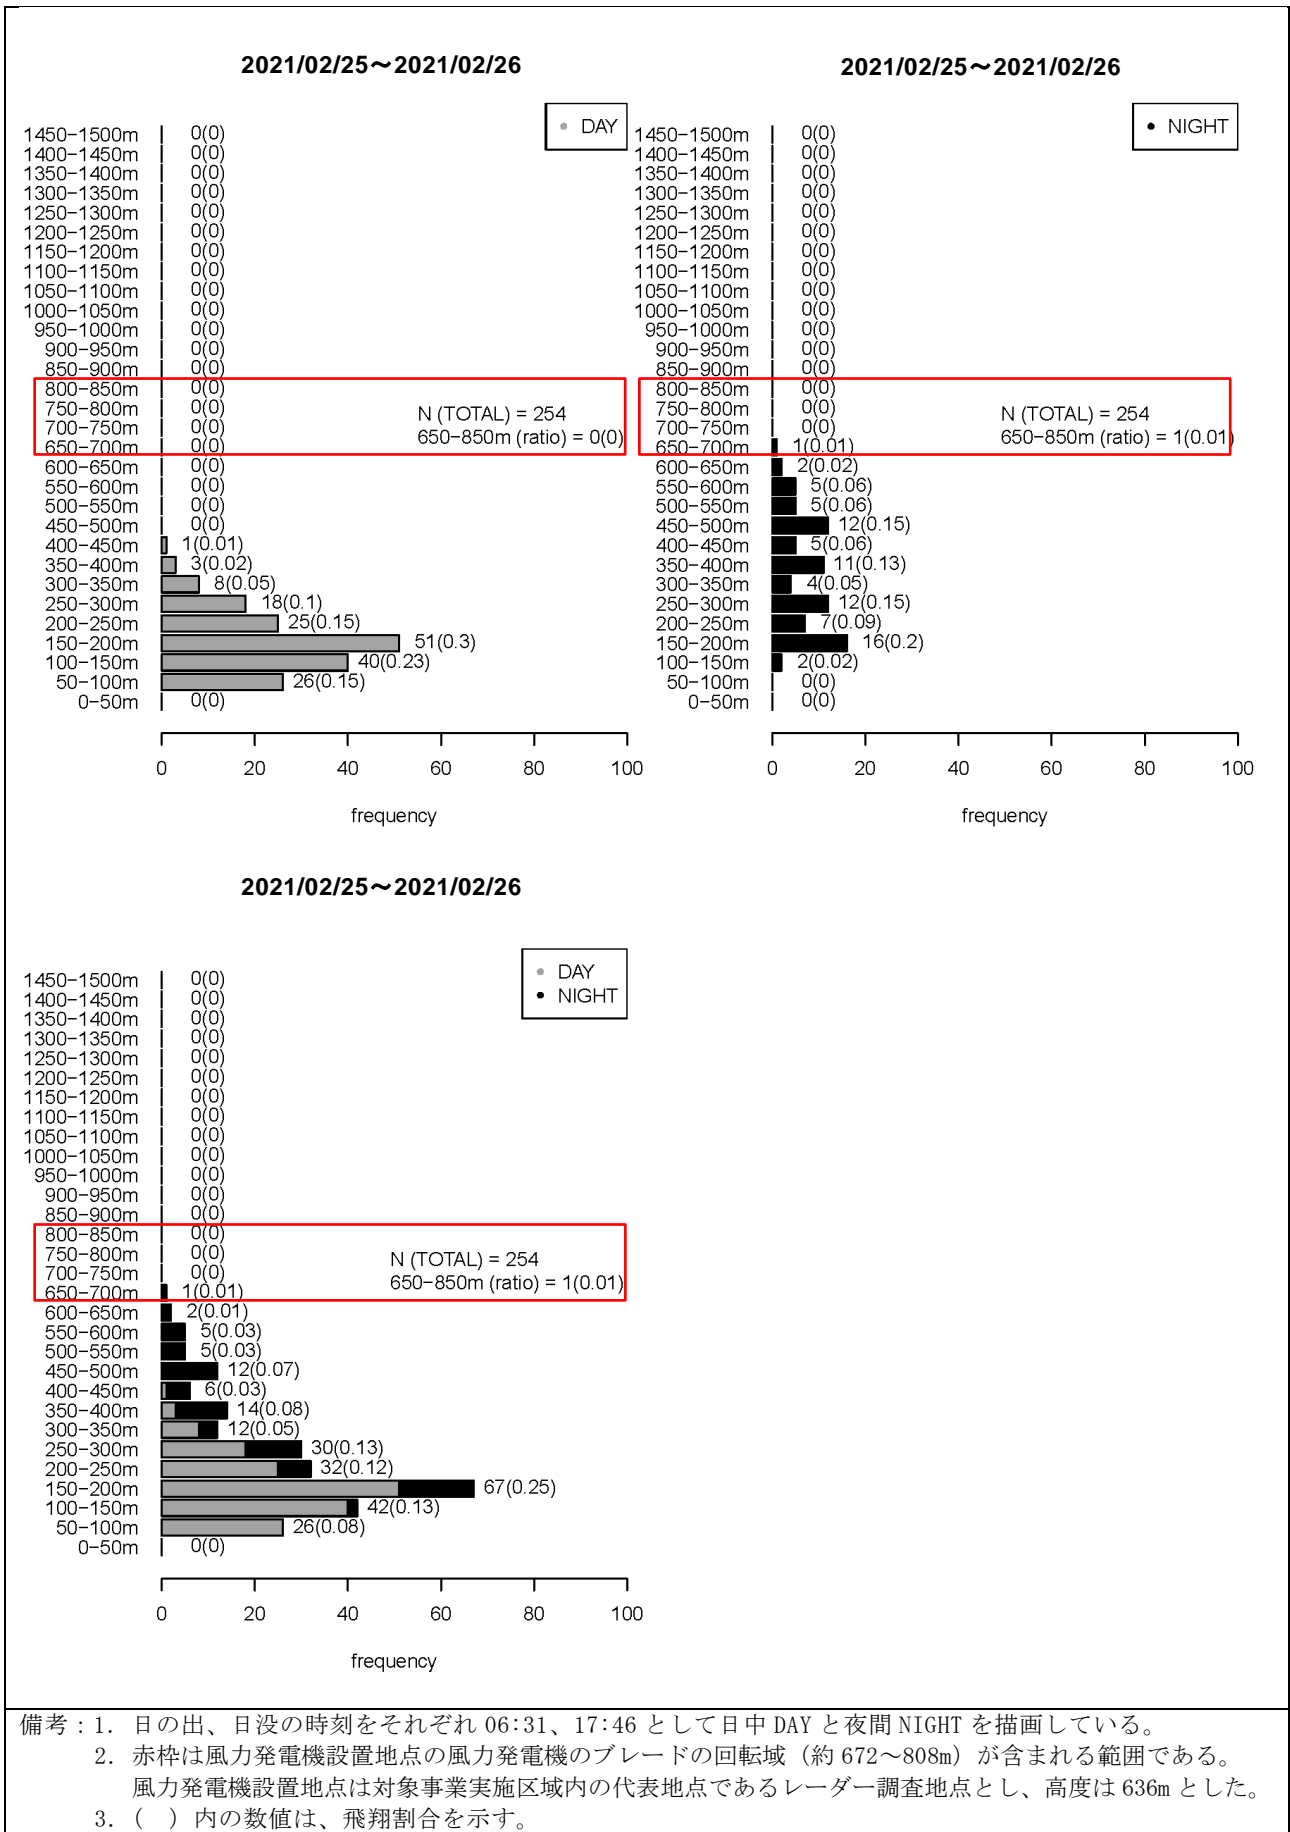 2021/02/25～2021/02/26
DAY
1450-1500m 0(0)
1400-1450m 0(0)
1350-1400m 0(0)
1300-1350m 0(0)
1250-1300m 0(0)
1200-1250m 0(0)
1150-1200m 0(0)
1100-1150m 0(0)
1050-1100m 0(0)
1000-1050m 0(0)
950-1000m 0(0)
900-950m 0(0)
850-900m 0(0)
800-850m 0(0)
750-800m 0(0)
700-750m 0(0)
650-700m 0(0)
N (TOTAL) = 254
650-850m (ratio) = 0(0)
600-650m 0(0)
550-600m 0(0)
500-550m 0(0)
450-500m 0(0)
400-450m 1(0.01)
350-400m 3(0.02)
300-350m 8(0.05)
250-300m 18(0.1)
200-250m 25(0.15)
150-200m 51(0.3)
100-150m 40(0.23)
50-100m 26(0.15)
0-50m 0(0)
0 20 40 60 80 100
frequency
2021/02/25～2021/02/26
NIGHT
1450-1500m 0(0)
1400-1450m 0(0)
1350-1400m 0(0)
1300-1350m 0(0)
1250-1300m 0(0)
1200-1250m 0(0)
1150-1200m 0(0)
1100-1150m 0(0)
1050-1100m 0(0)
1000-1050m 0(0)
950-1000m 0(0)
900-950m 0(0)
850-900m 0(0)
800-850m 0(0)
750-800m 0(0)
700-750m 0(0)
650-700m 1(0.01)
N (TOTAL) = 254
650-850m (ratio) = 1(0.01)
600-650m 2(0.02)
550-600m 5(0.06)
500-550m 5(0.06)
450-500m 12(0.15)
400-450m 5(0.06)
350-400m 11(0.13)
300-350m 4(0.05)
250-300m 12(0.15)
200-250m 7(0.09)
150-200m 16(0.2)
100-150m 2(0.02)
50-100m 0(0)
0-50m 0(0)
0 20 40 60 80 100
frequency
2021/02/25～2021/02/26
DAY
NIGHT
1450-1500m 0(0)
1400-1450m 0(0)
1350-1400m 0(0)
1300-1350m 0(0)
1250-1300m 0(0)
1200-1250m 0(0)
1150-1200m 0(0)
1100-1150m 0(0)
1050-1100m 0(0)
1000-1050m 0(0)
950-1000m 0(0)
900-950m 0(0)
850-900m 0(0)
800-850m 0(0)
750-800m 0(0)
700-750m 0(0)
650-700m 1(0.01)
N (TOTAL) = 254
650-850m (ratio) = 1(0.01)
600-650m 2(0.01)
550-600m 5(0.03)
500-550m 5(0.03)
450-500m 12(0.07)
400-450m 6(0.03)
350-400m 14(0.08)
300-350m 12(0.05)
250-300m 30(0.13)
200-250m 32(0.12)
150-200m 67(0.25)
100-150m 42(0.13)
50-100m 26(0.08)
0-50m 0(0)
0 20 40 60 80 100
frequency
備考：1. 日の出、日没の時刻をそれぞれ 06:31、17:46 として日中 DAY と夜間 NIGHT を描画している。
2. 赤枠は風力発電機設置地点の風力発電機のブレードの回転域（約 672～808m）が含まれる範囲である。
風力発電機設置地点は対象事業実施区域内の代表地点であるレーダー調査地点とし、高度は 636m とした。
3. （　）内の数値は、飛翔割合を示す。